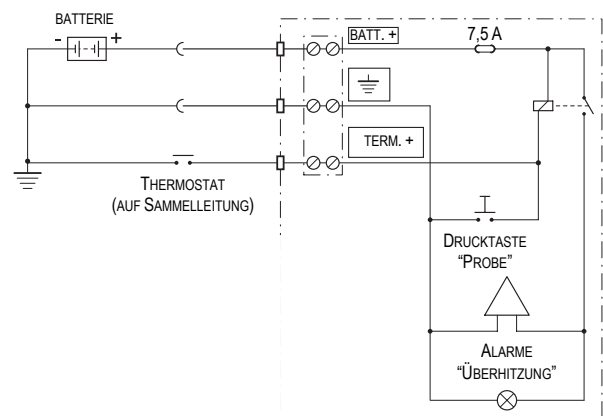 BATTERIE
- +
BATT. +
7,5 A
TERM. +
THERMOSTAT
(AUF SAMMELLEITUNG)
DRUCKTASTE
“PROBE”
ALARME
“ÜBERHITZUNG”